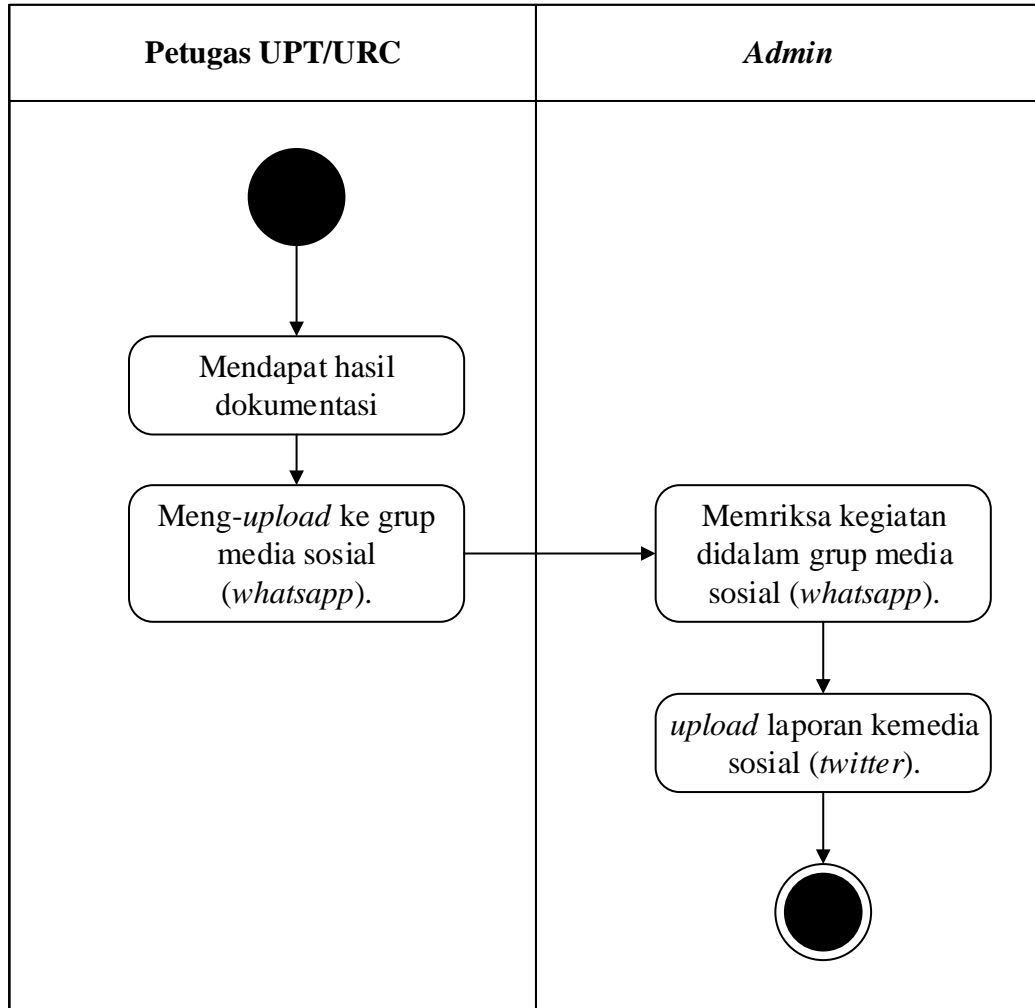 Petugas UPT/URC
Admin
Mendapat hasil
dokumentasi
Meng-upload ke grup
media sosial
(whatsapp).
Memriksa kegiatan
didalam grup media
sosial (whatsapp).
upload laporan kemedia
sosial (twitter).